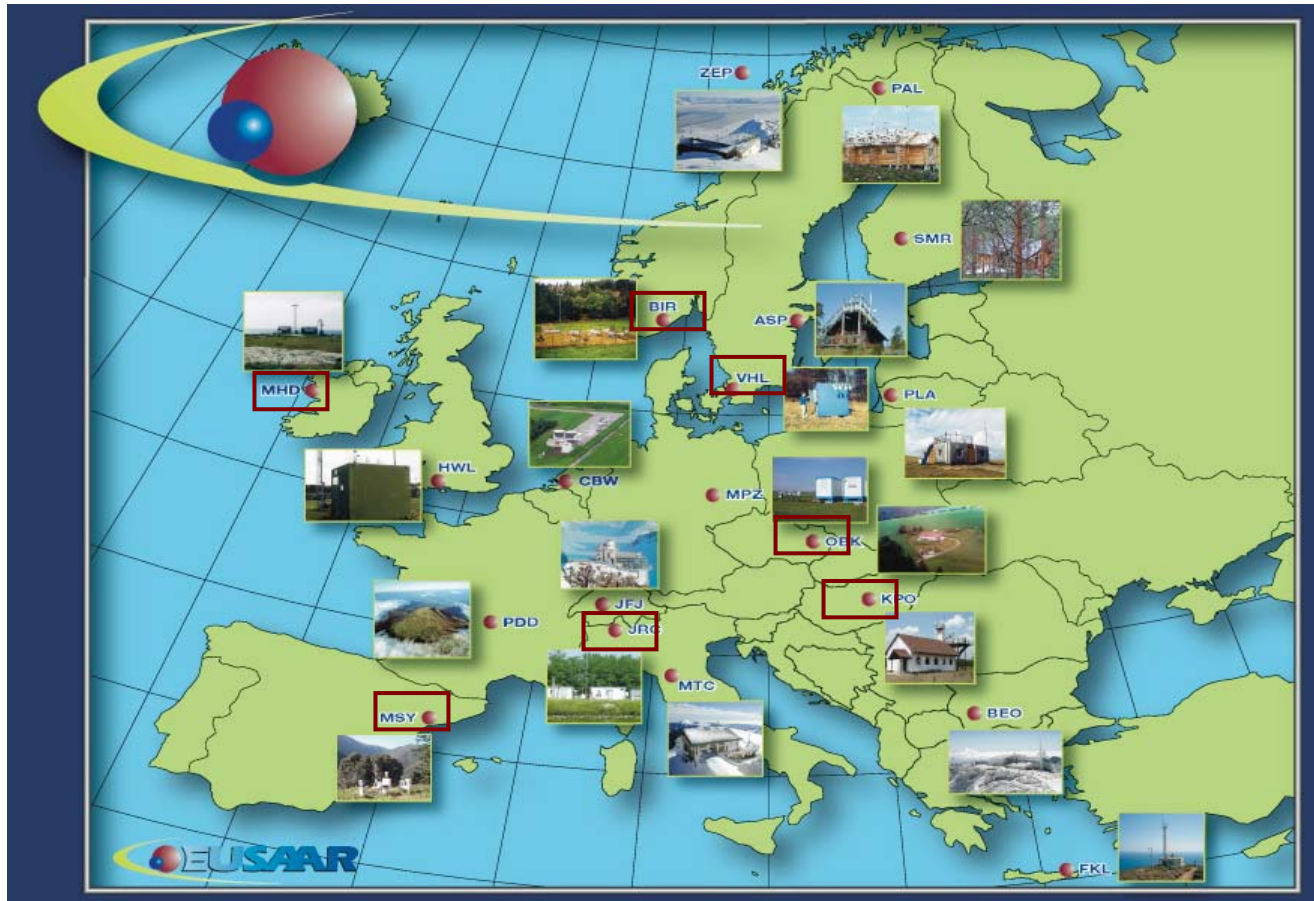 ZEP
PAL
SMR
BIR
ASP
VHL
MHD
PLA
HWL
CBW
MPZ
OBK
KPO
JFJ
PDD
JRC
MTC
MSY
BEO
EUSAAR
FKL